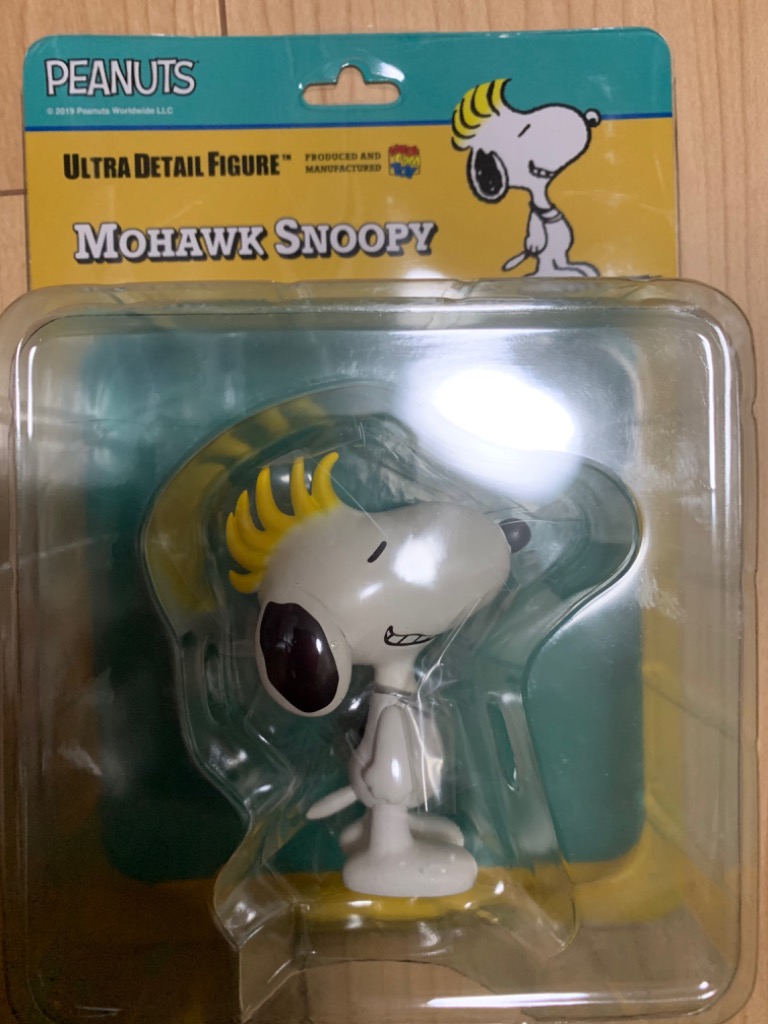 PEANUTS
© 2019 Peanuts Worldwide LLC
ULTRA DETAIL FIGURE™
PRODUCED AND
MANUFACTURED
MOHAWK SNOOPY